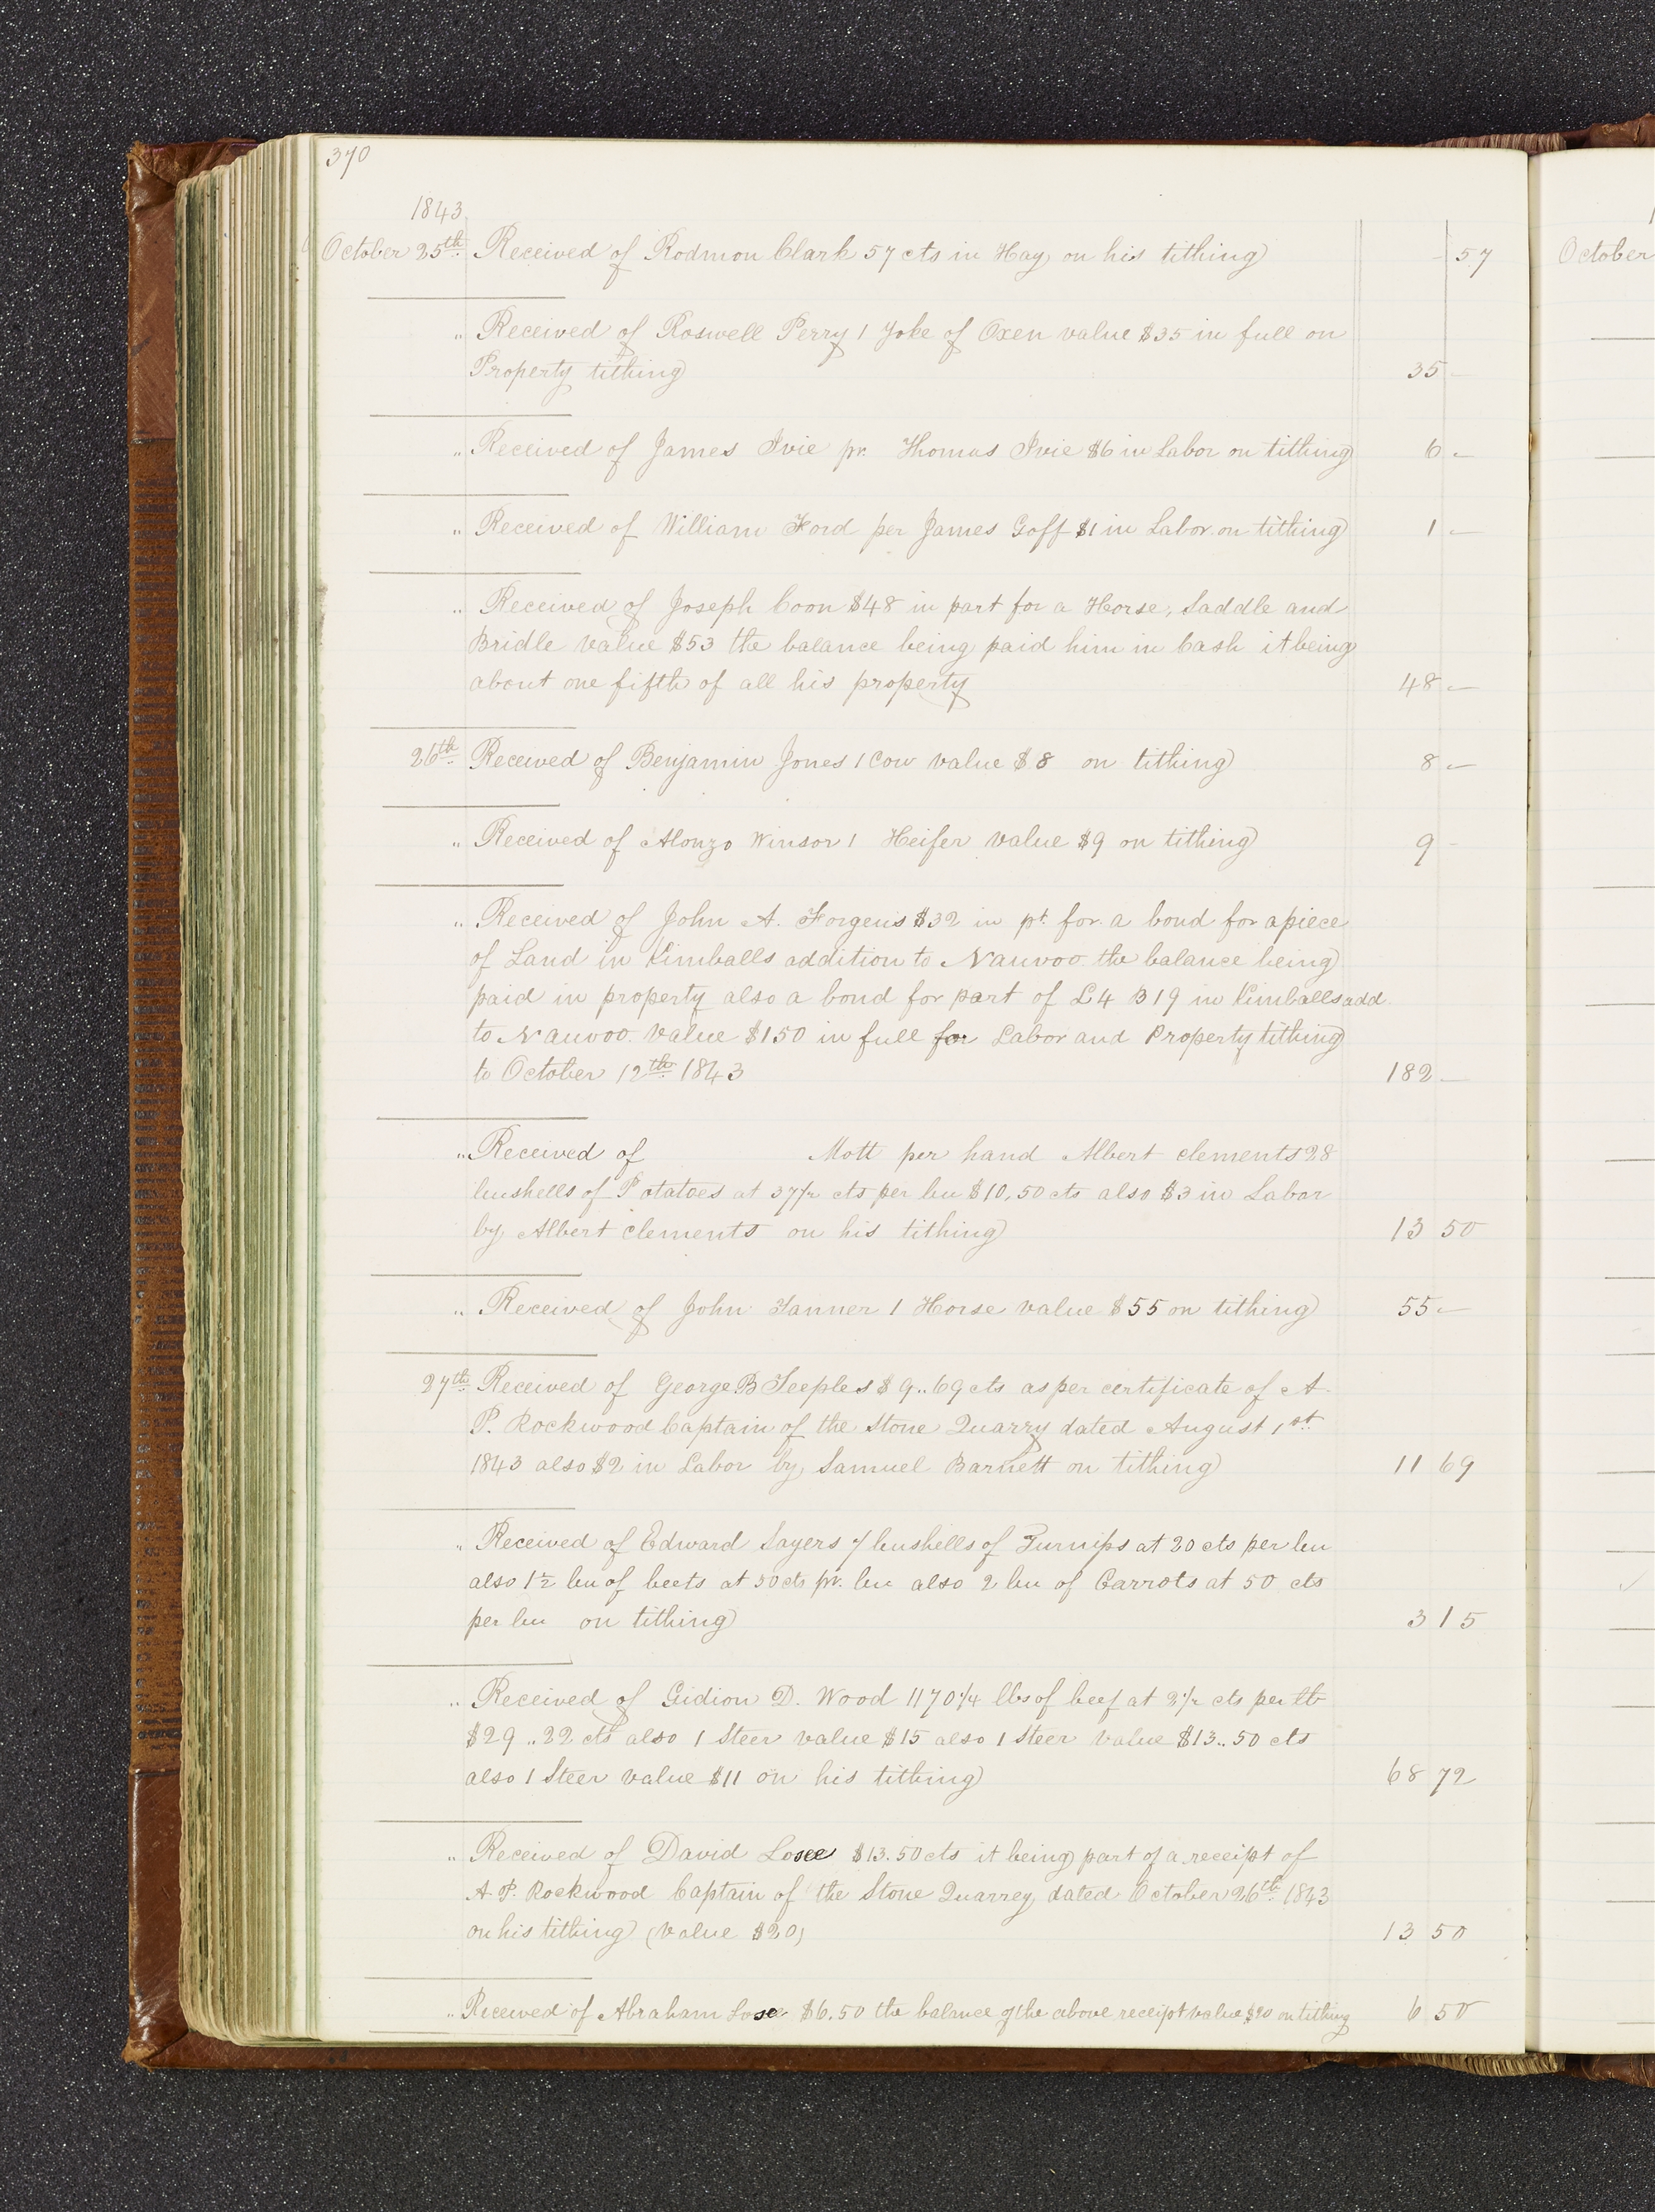 370
1843
October 25th Received of Rodmon Clark 57 cts in Hay on his tithing 57
" Received of Roswell Perry 1 Yoke of Oxen value $35 in full on
Property tithing 35 —
" Received of James Ivie pr. Thomas Ivie $6 in Labor on tithing 6 —
" Received of William Ford per James Goff $1 in Labor on tithing 1 —
" Received of Joseph Coon $48 in part for a Horse, Saddle and
Bridle value $53 the balance being paid him in Cash it being
about one fifth of all his property 48 —
26th Received of Benjamin Jones 1 Cow value $8 on tithing 8 —
" Received of Alonzo Winsor 1 Heifer value $9 on tithing 9 -
" Received of John A. Forgeus $32 in pt. for a bond for a piece
of Land in Kimballs addition to Nauvoo the balance being
paid in property also a bond for part of L4 B19 in Kimballs add
to Nauvoo value $150 in full for Labor and Property tithing
to October 12th 1843 182 —
" Received of Mott per hand Albert clements 28
bushells of Potatoes at 37½ cts per bu $10,50 cts also $3 in Labor
by Albert Clements on his tithing 13 50
" Received of John Tanner 1 Horse value $55 on tithing 55 —
27th Received of George B Teeples $9..69 cts as per certificate of A.
P. Rockwood Captain of the Stone Quarry dated August 1st
1843 also $2 in Labor by Samuel Barnett on tithing 11 69
" Received of Edward Sayers 7 bushells of Turnips at 20 cts per bu
also 1½ bu of beets at 50 cts pr. bu also 2 bu of Carrots at 50 cts
per bu on tithing 3 15
" Received of Gidion D. Wood 1170¼ lbs of beef at 2½ cts per lb
$29..22 cts also 1 Steer value $15 also 1 Steer value $13..50 cts
also 1 Steer value $11 on his tithing 68 72
" Received of David Losee $13.50 cts it being part of a receipt of
A. P. Rockwood Captain of the Stone Quarrey dated October 26th 1843
on his tithing (value $20) 13 50
" Received of Abraham Losee $6.50 the balance of the above receipt value $20 on tithing 6 50
October